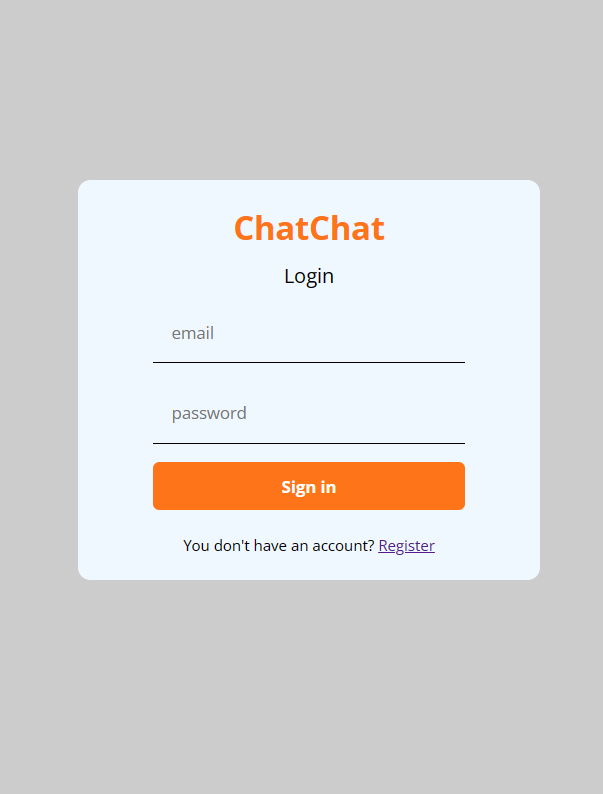 ChatChat
Login
email
password
Sign in
You don't have an account? Register